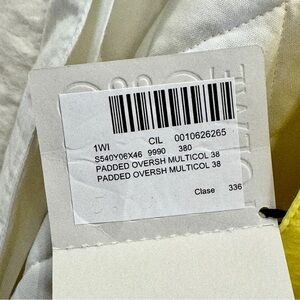 1WI CIL 0010626265
S540Y06X46 9990 380
PADDED OVERSH MULTICOL 38
PADDED OVERSH MULTICOL 38
Clase 336